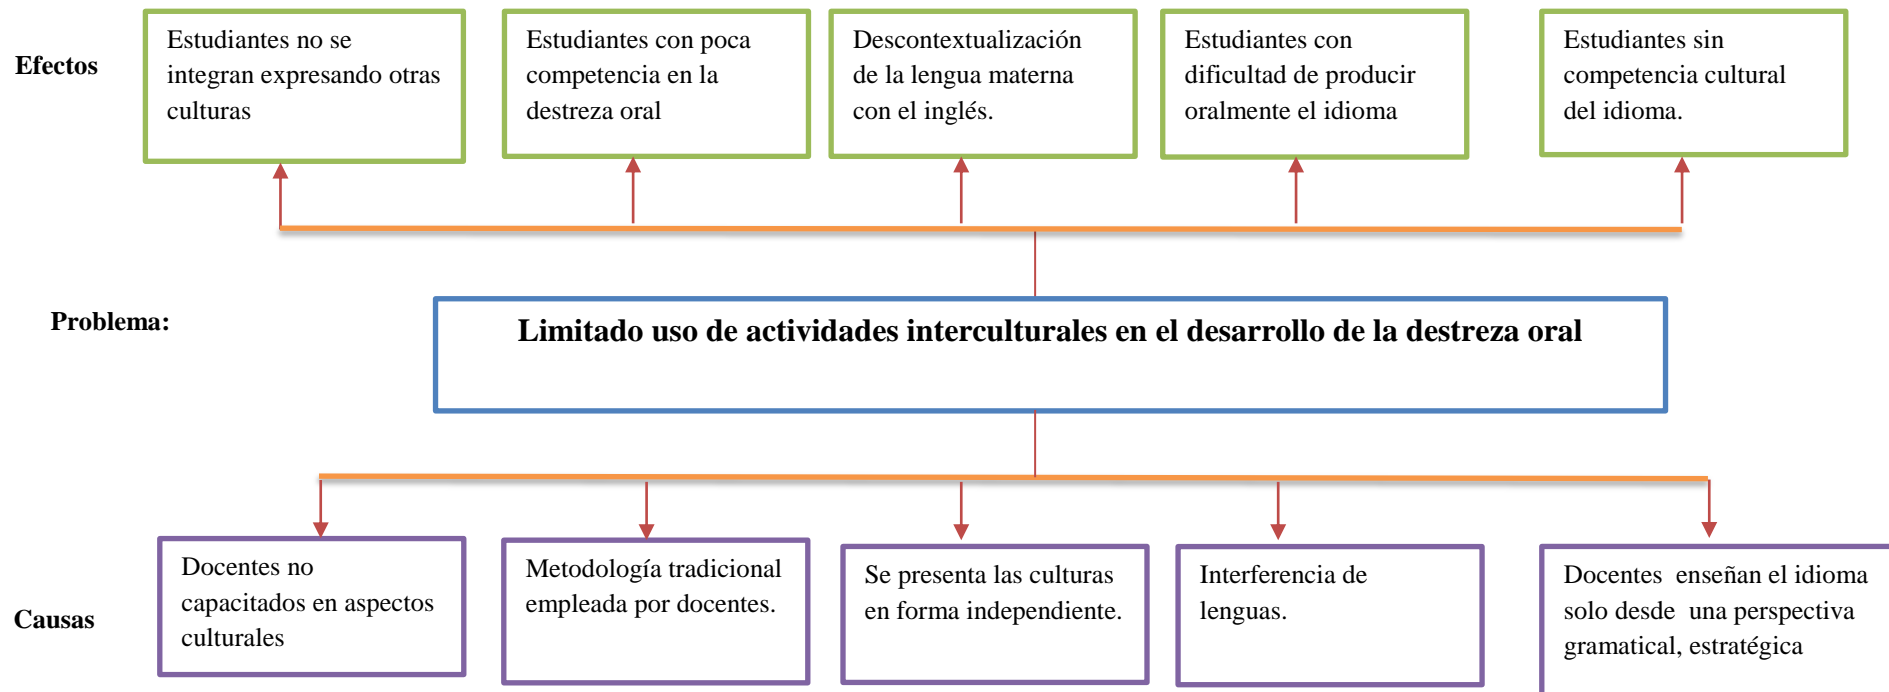 Efectos
Estudiantes no se
integran expresando otras
culturas
Estudiantes con poca
competencia en la
destreza oral
Descontextualización
de la lengua materna
con el inglés.
Estudiantes con
dificultad de producir
oralmente el idioma
Estudiantes sin
competencia cultural
del idioma.
Problema:
Limitado uso de actividades interculturales en el desarrollo de la destreza oral
Causas
Docentes no
capacitados en aspectos
culturales
Metodología tradicional
empleada por docentes.
Se presenta las culturas
en forma independiente.
Interferencia de
lenguas.
Docentes  enseñan el idioma
solo desde  una perspectiva
gramatical, estratégica